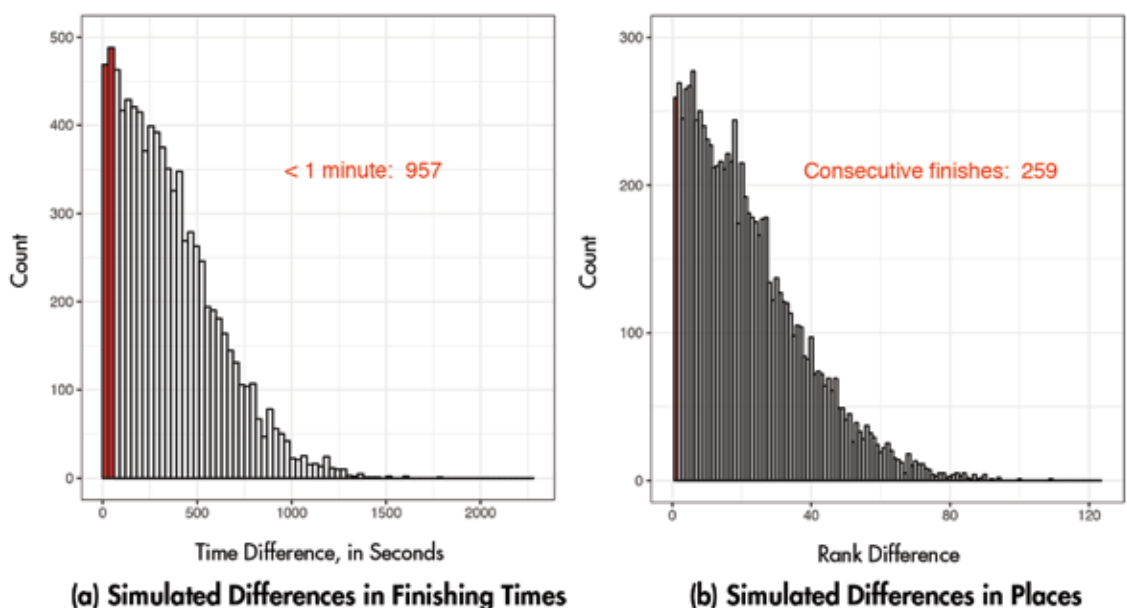 500
400
300
200
100
0
Count
< 1 minute: 957
0
500
1000
1500
2000
Time Difference, in Seconds
(a) Simulated Differences in Finishing Times
300
200
100
0
Count
Consecutive finishes: 259
0
40
80
120
Rank Difference
(b) Simulated Differences in Places